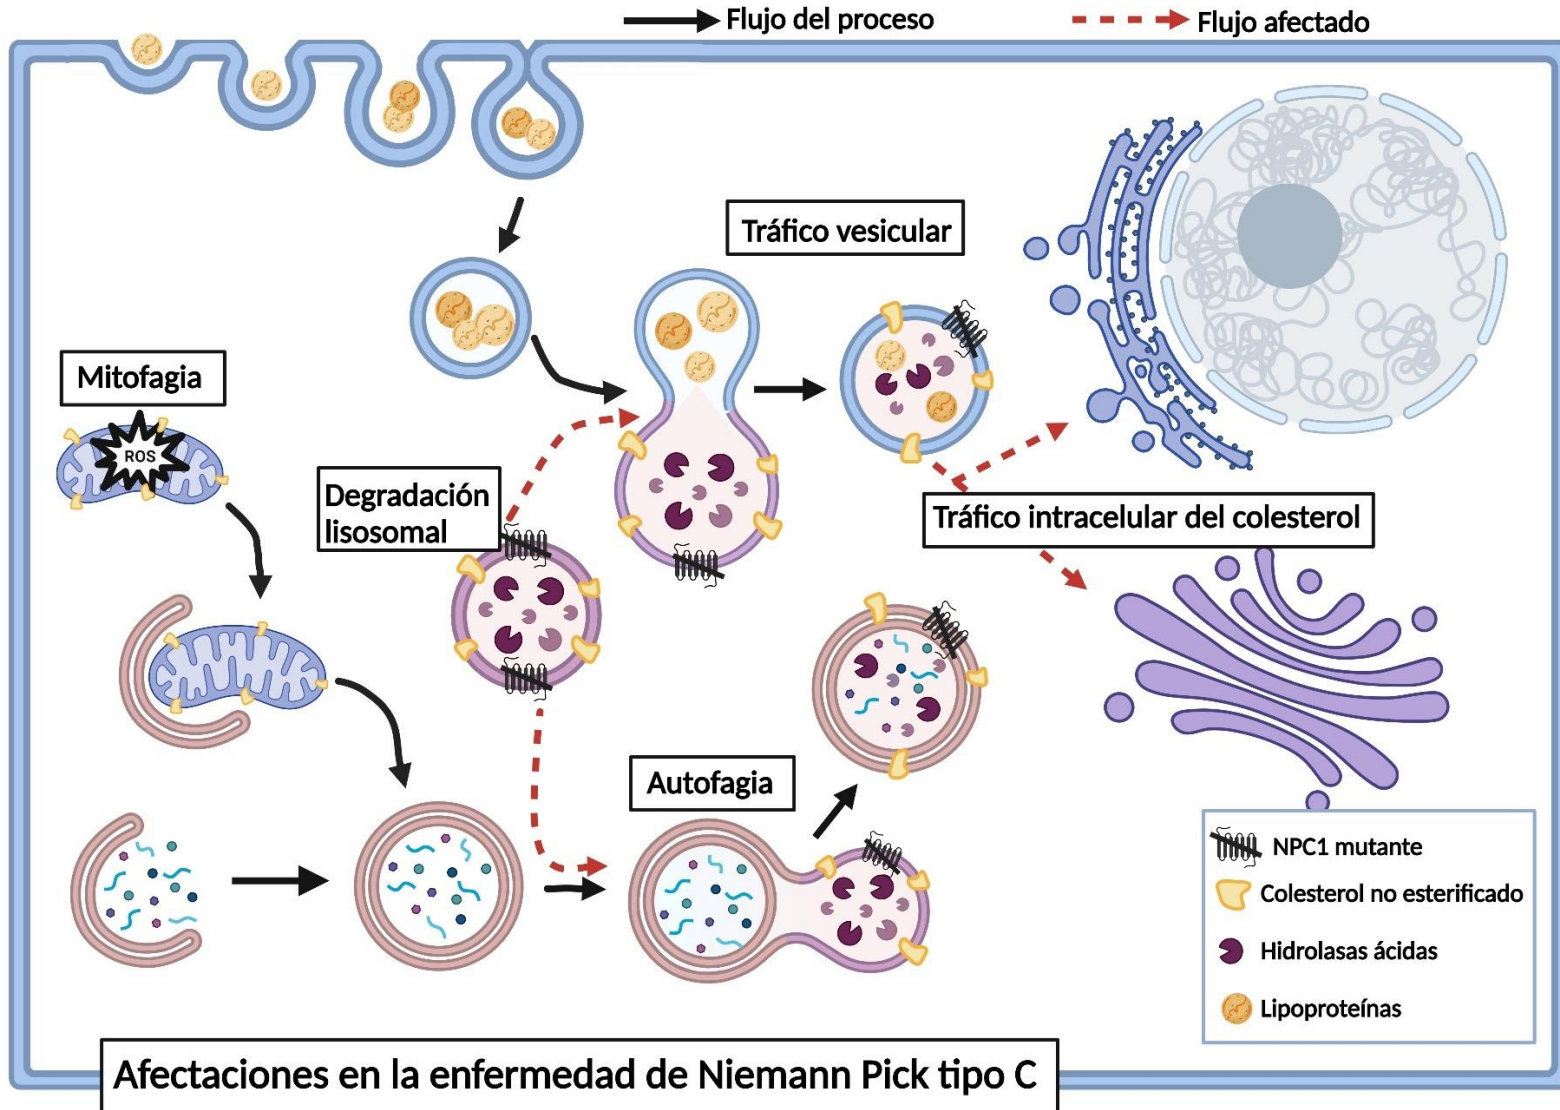 Flujo del proceso
Flujo afectado
Tráfico vesicular
Mitofagia
ROS
Degradación
lisosomal
Tráfico intracelular del colesterol
Autofagia
NPC1 mutante
Colesterol no esterificado
Hidrolasas ácidas
Lipoproteínas
Afectaciones en la enfermedad de Niemann Pick tipo C